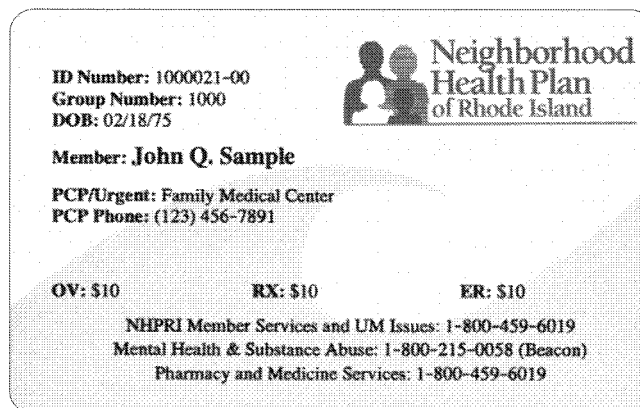 ID Number: 1000021-00
Group Number: 1000
DOB: 02/18/75
Neighborhood
Health Plan
of Rhode Island
Member: John Q. Sample
PCP/Urgent: Family Medical Center
PCP Phone: (123) 456-7891
OV: $10 RX: $10 ER: $10
NHPRI Member Services and UM Issues: 1-800-459-6019
Mental Health & Substance Abuse: 1-800-215-0058 (Beacon)
Pharmacy and Medicine Services: 1-800-459-6019